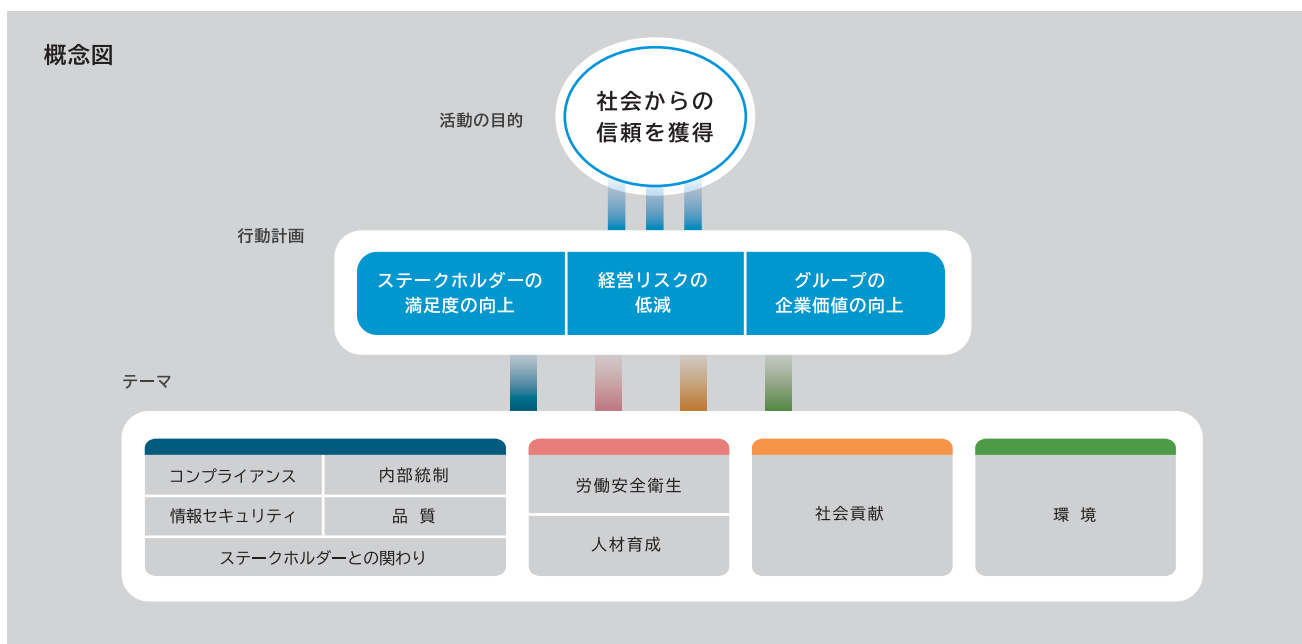 概念図
活動の目的
社会からの
信頼を獲得
行動計画
ステークホルダーの
満足度の向上
経営リスクの
低減
グループの
企業価値の向上
テーマ
コンプライアンス
内部統制
情報セキュリティ
品 質
ステークホルダーとの関わり
労働安全衛生
人材育成
社会貢献
環 境